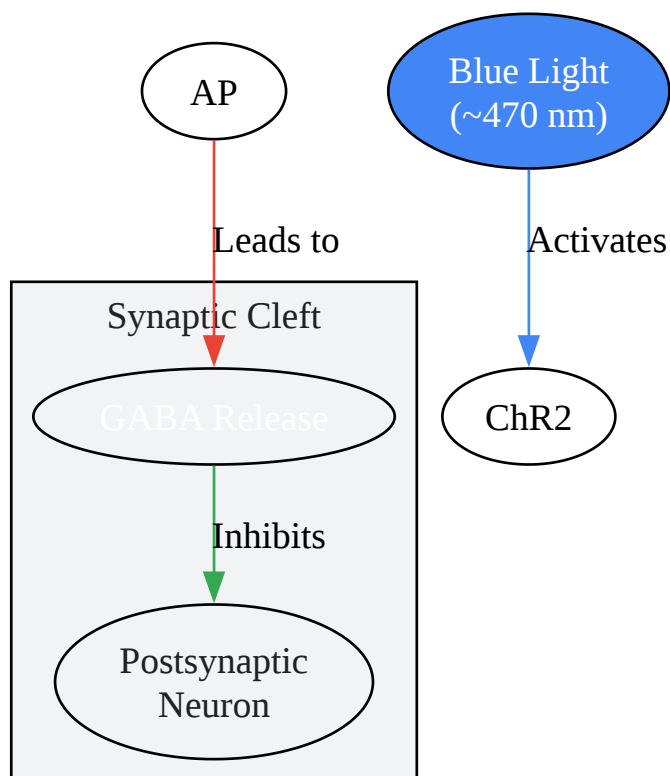 AP
Blue Light
(~470 nm)
Leads to
Activates
Synaptic Cleft
GABA Release
ChR2
Inhibits
Postsynaptic
Neuron